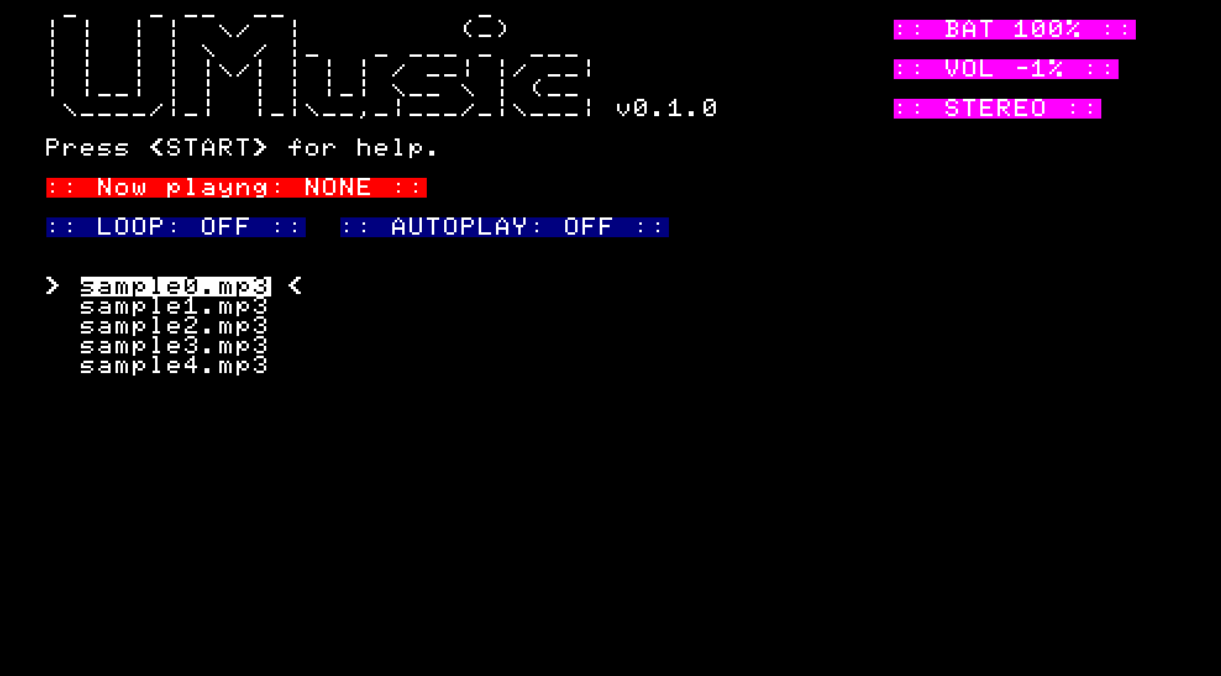 UMusic v0.1.0
:: BAT 100% ::
:: VOL -1% ::
:: STEREO ::
Press <START> for help.
:: Now playng: NONE ::
:: LOOP: OFF :: :: AUTOPLAY: OFF ::
> sample0.mp3 <
sample1.mp3
sample2.mp3
sample3.mp3
sample4.mp3